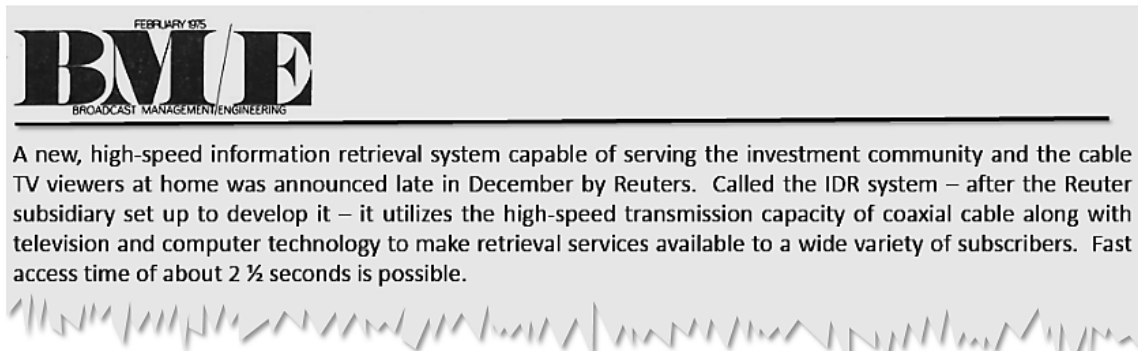 FEBRUARY 1975
BM/E
BROADCAST MANAGEMENT/ENGINEERING
A new, high-speed information retrieval system capable of serving the investment community and the cable
TV viewers at home was announced late in December by Reuters.  Called the IDR system – after the Reuter
subsidiary set up to develop it – it utilizes the high-speed transmission capacity of coaxial cable along with
television and computer technology to make retrieval services available to a wide variety of subscribers.  Fast
access time of about 2 ½ seconds is possible.